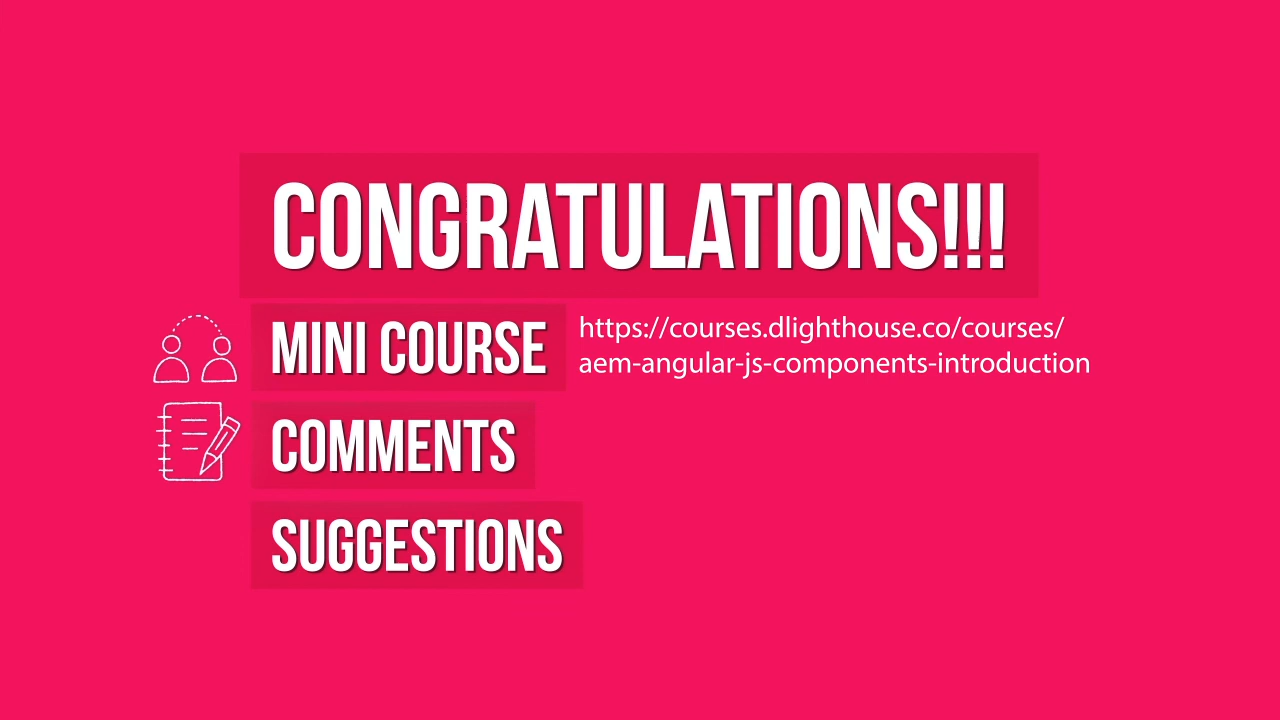 CONGRATULATIONS!!!
MINI COURSE
https://courses.dlighthouse.co/courses/
aem-angular-js-components-introduction
COMMENTS
SUGGESTIONS